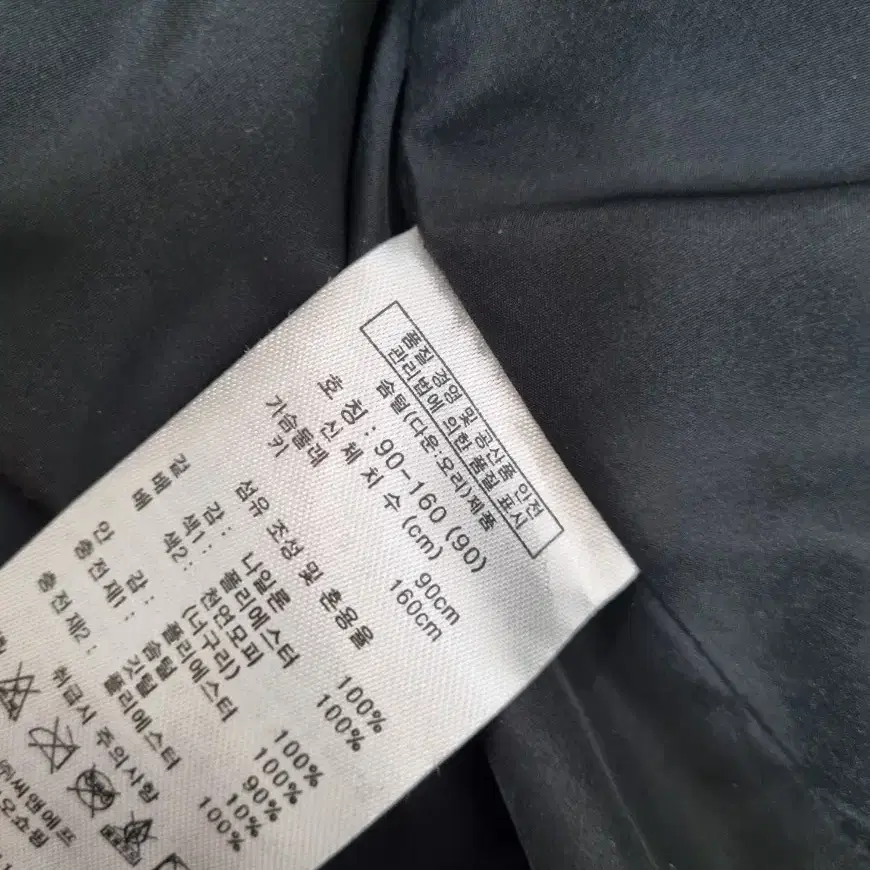 품질 경영 및 공산품 안전
관리법에 의한 품질 표시
솜털(다운:오리)제품
호 칭 : 90-160 (90)
신 체 치 수 (cm)
가슴둘레 90cm
키 160cm
섬유 조성 및 혼용율
겉 감 : 나일론 100%
배 색1 : 폴리에스터 100%
배 색2 : 천연모피
(너구리) 100%
안 감 : 폴리에스터 100%
충 전 재1 : 솜털 90%
깃털 10%
충 전 재2 : 폴리에스터 100%
취급시 주의사항